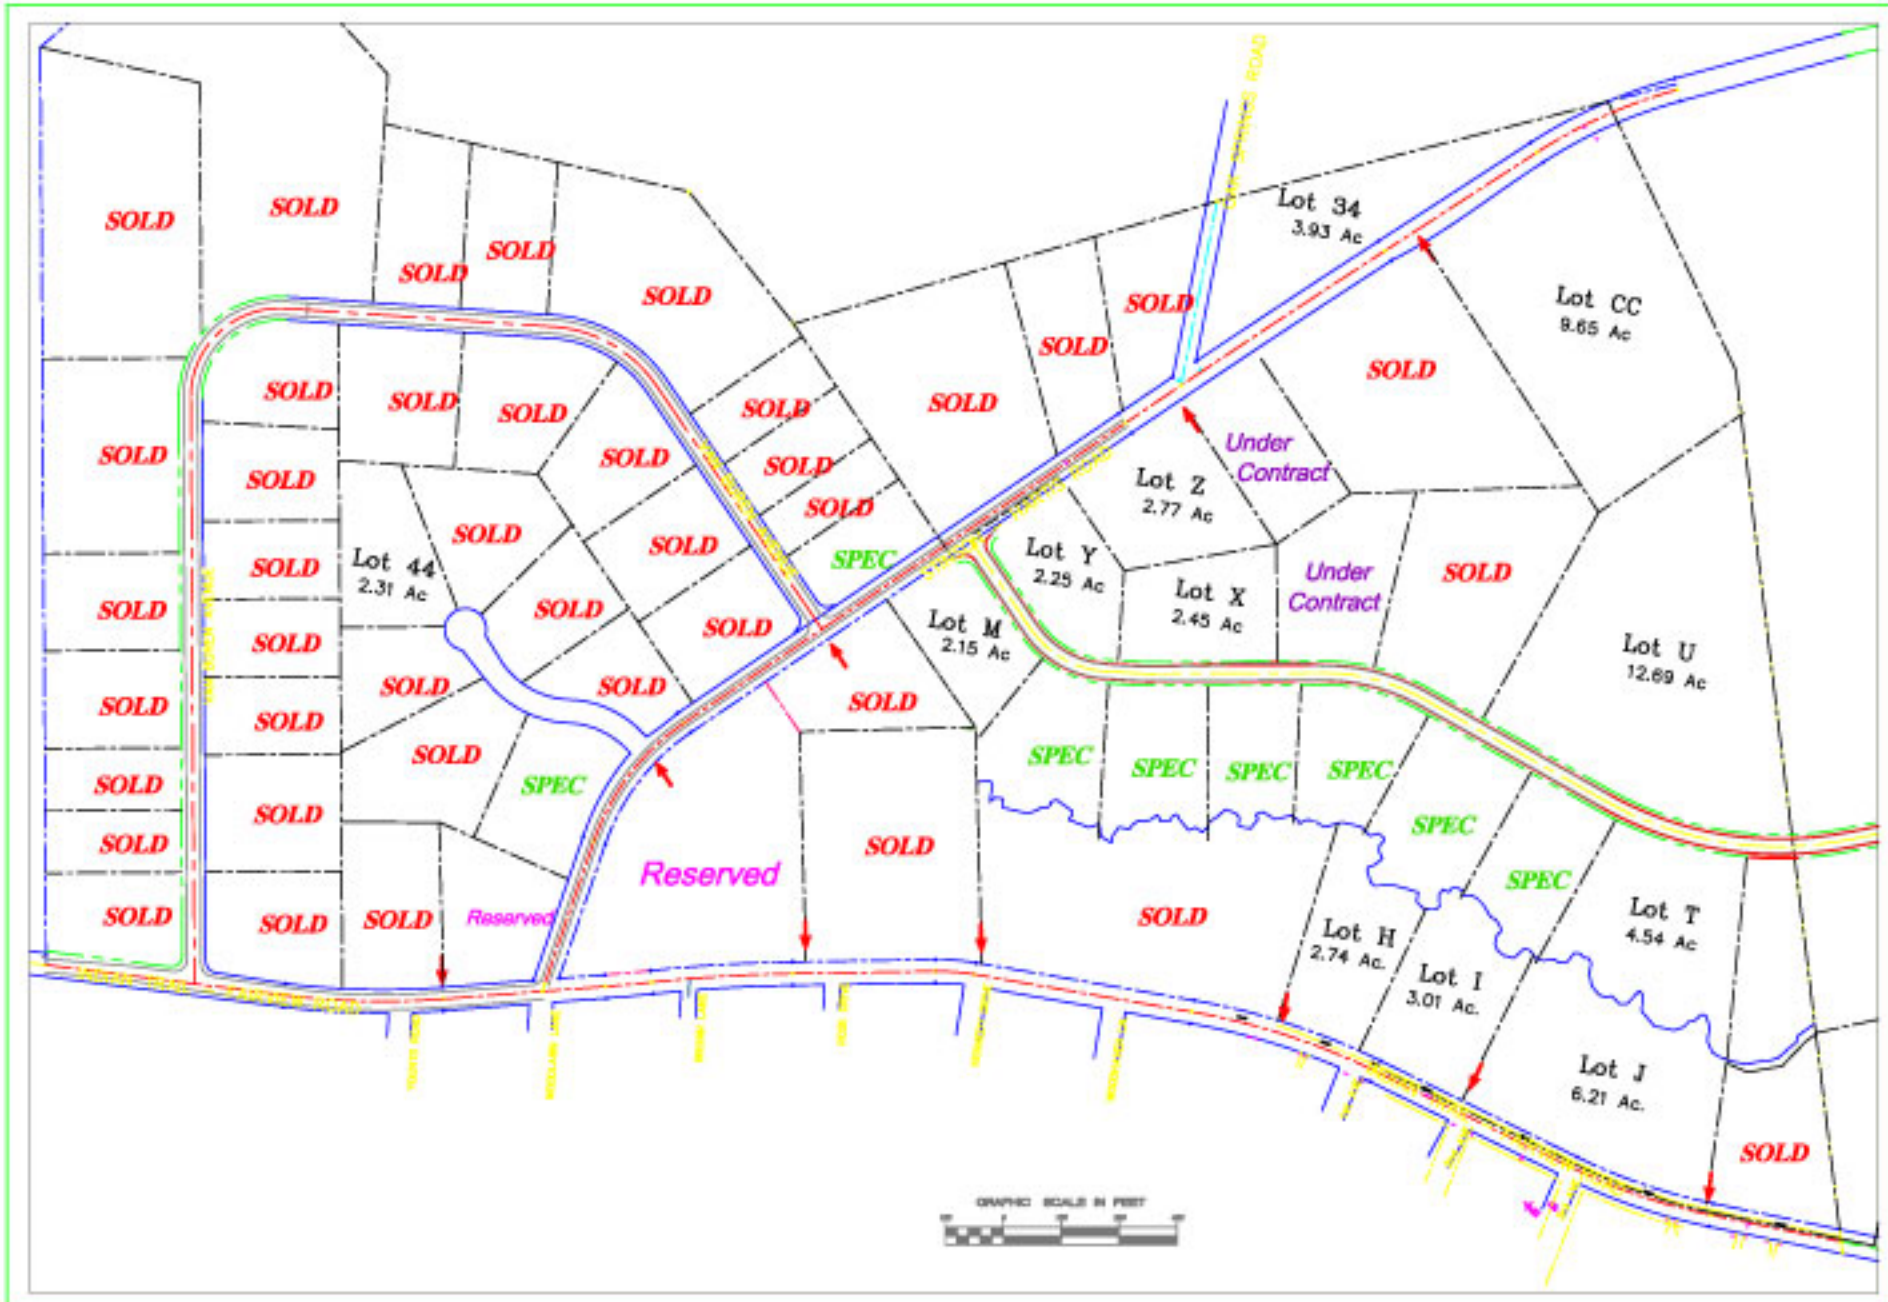 ROAD
Lot 34
3.93 Ac
SOLD
SOLD
SOLD
SOLD
SOLD
SOLD
Lot CC
9.65 Ac
SOLD
SOLD
SOLD
SOLD
SOLD
SOLD
SOLD
SOLD
SOLD
Under
Contract
SOLD
SOLD
SOLD
SOLD
Lot Z
2.77 Ac
SOLD
SOLD
SOLD
SPEC
Lot Y
2.25 Ac
Lot 44
2.31 Ac
SOLD
Under
Contract
SOLD
SOLD
SOLD
Lot X
2.45 Ac
SOLD
SOLD
Lot M
2.15 Ac
Lot U
12.69 Ac
SOLD
SOLD
SOLD
SOLD
SOLD
SOLD
SPEC
SPEC
SPEC
SPEC
SOLD
SPEC
SOLD
SOLD
SPEC
SOLD
SOLD
Reserved
SPEC
SOLD
SOLD
SOLD
Reserved
SOLD
Lot T
4.54 Ac
Lot H
2.74 Ac.
Lot I
3.01 Ac.
Lot J
6.21 Ac.
SOLD
GRAPHIC SCALE IN FEET